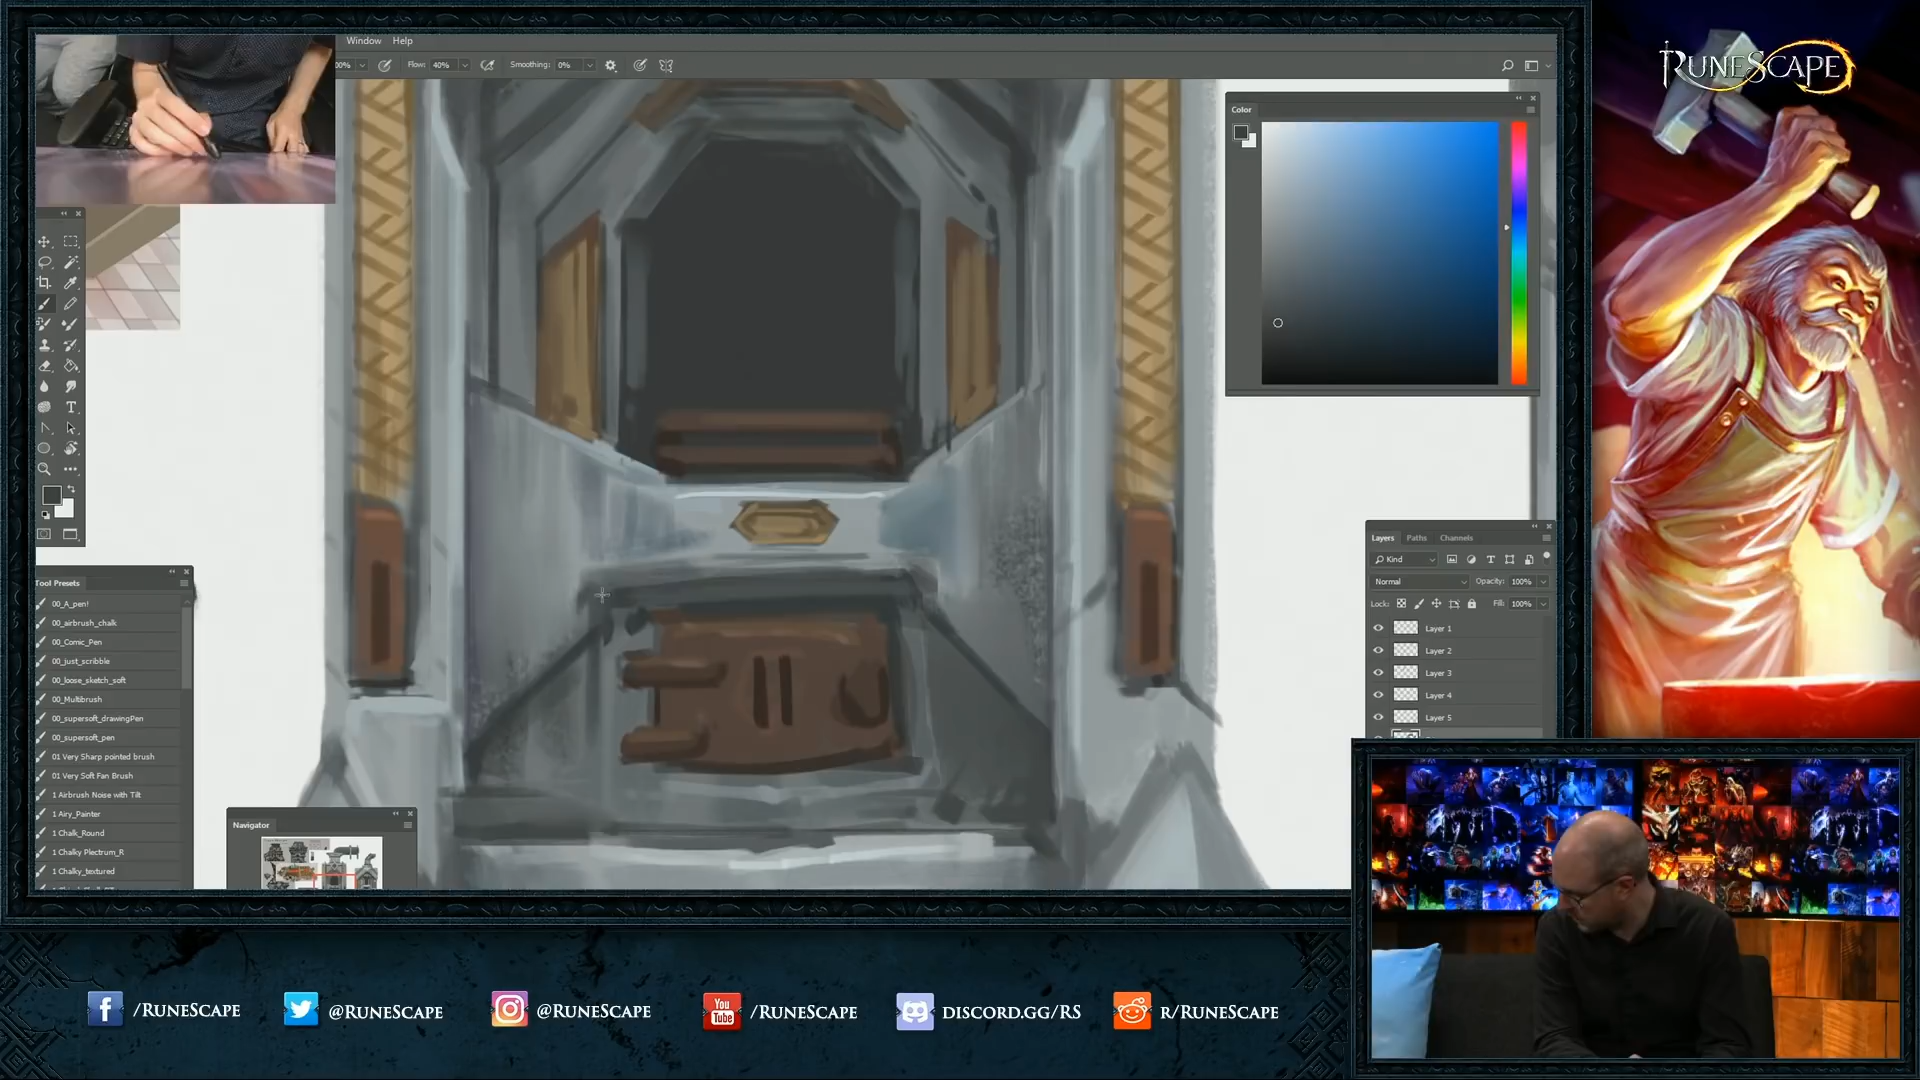 Window Help
00% Flow: 40% Smoothing: 0%
RUNESCAPE
Color
Tool Presets
00_A_pen!
00_airbrush_chalk
00_Comic_Pen
00_just_scribble
00_loose_sketch_soft
00_Multibrush
00_supersoft_drawingPen
00_supersoft_pen
01 Very Sharp pointed brush
01 Very Soft Fan Brush
1 Airbrush Noise with Tilt
1 Airy_Painter
1 Chalk_Round
1 Chalky Plectrum_R
1 Chalky_textured
Navigator
Layers Paths Channels
Kind
Normal Opacity: 100%
Lock: Fill: 100%
Layer 1
Layer 2
Layer 3
Layer 4
Layer 5
/RUNESCAPE
@RUNESCAPE
@RUNESCAPE
You Tube /RUNESCAPE
DISCORD.GG/RS
R/RUNESCAPE